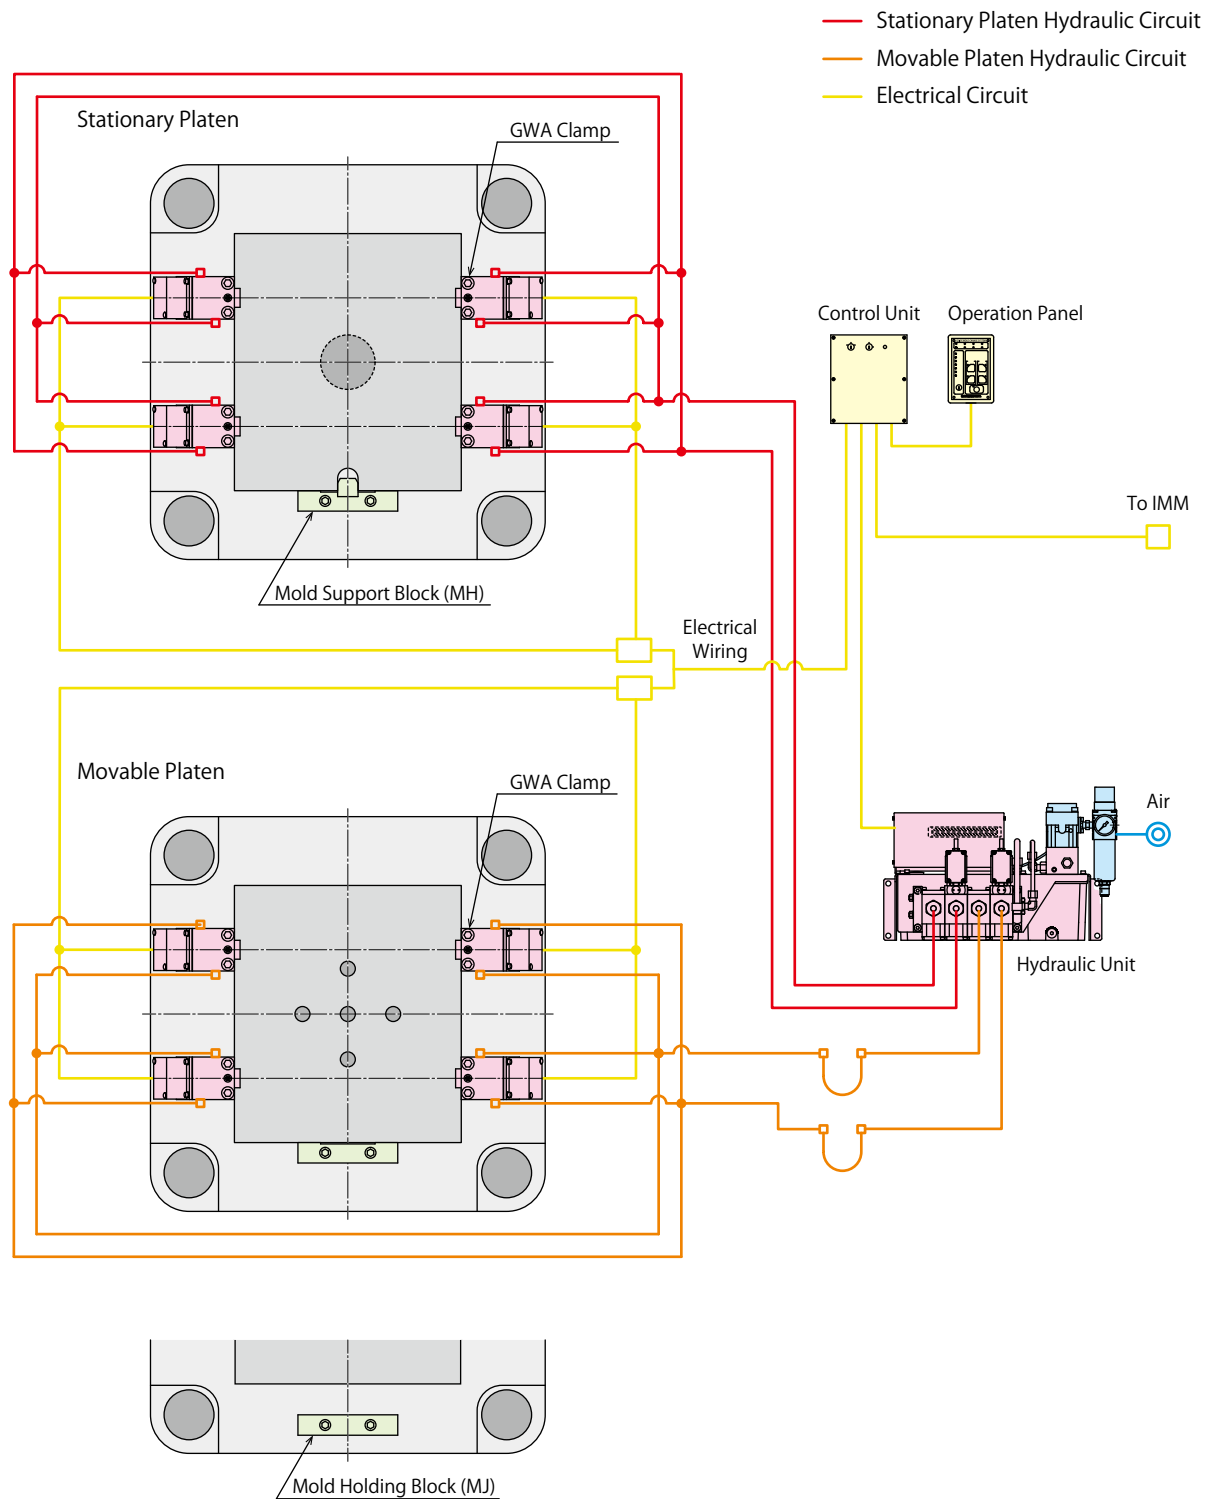 Stationary Platen Hydraulic Circuit
Movable Platen Hydraulic Circuit
Electrical Circuit
Stationary Platen
GWA Clamp
Control Unit
Operation Panel
To IMM
Mold Support Block (MH)
Electrical
Wiring
Movable Platen
GWA Clamp
Air
Hydraulic Unit
Mold Holding Block (MJ)